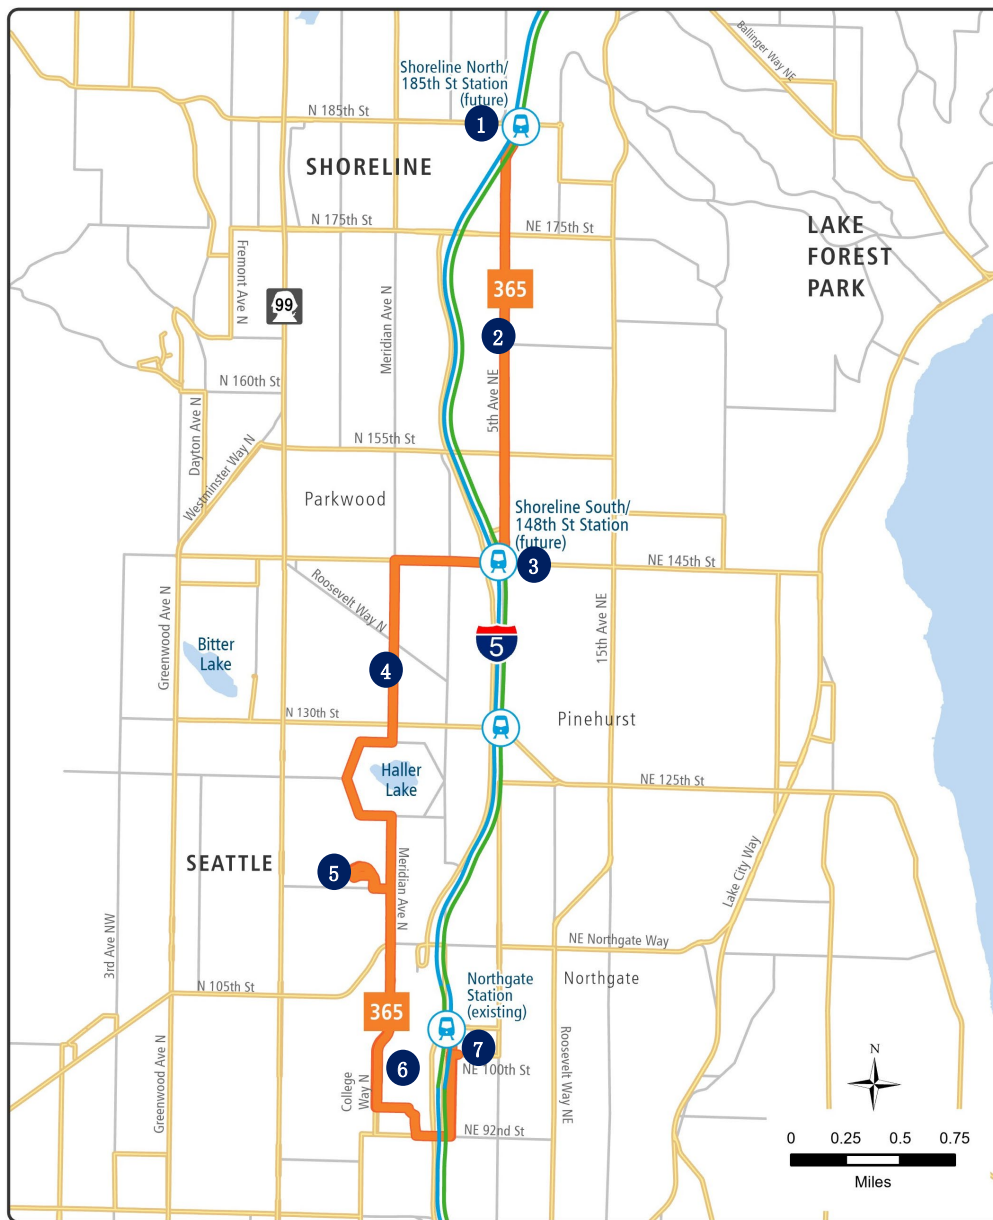 Ballinger Way NE
Shoreline North/
185th St Station
(future)
1
N 185th St
SHORELINE
N 175th St
NE 175th St
LAKE
FOREST
PARK
Fremont Ave N
99
Meridian Ave N
365
2
N 160th St
5th Ave NE
Dayton Ave N
Westminster Way N
N 155th St
Parkwood
Shoreline South/
148th St Station
(future)
3
NE 145th St
Roosevelt Way N
Greenwood Ave N
15th Ave NE
5
Bitter
Lake
4
N 130th St
Pinehurst
Haller
Lake
NE 125th St
SEATTLE
5
Meridian Ave N
Lake City Way
3rd Ave NW
NE Northgate Way
Northgate
Northgate
Station
(existing)
N 105th St
365
7
6
NE 100th St
Greenwood Ave N
College
Way N
Roosevelt Way NE
NE 92nd St
N
0 0.25 0.5 0.75
Miles